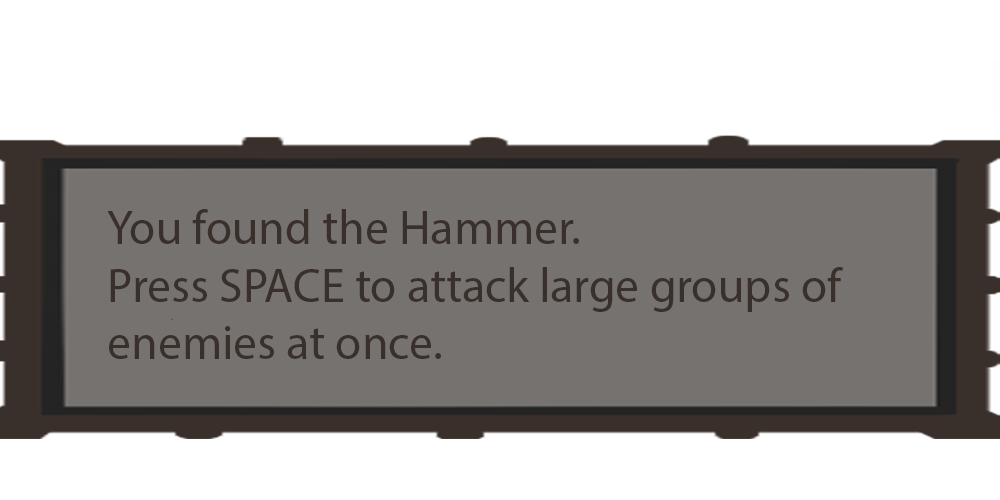 You found the Hammer.
Press SPACE to attack large groups of
enemies at once.